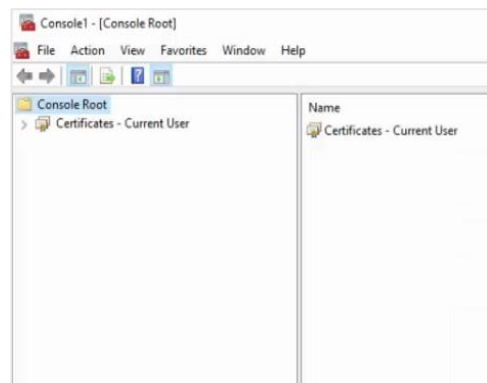 Console1 - [Console Root]
File Action View Favorites Window Help
Console Root
Certificates - Current User
Name
Certificates - Current User